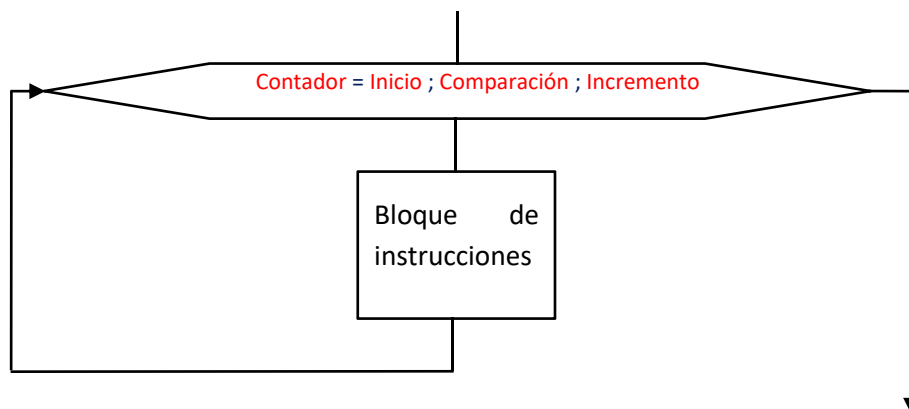 Contador = Inicio ; Comparación ; Incremento
Bloque de
instrucciones